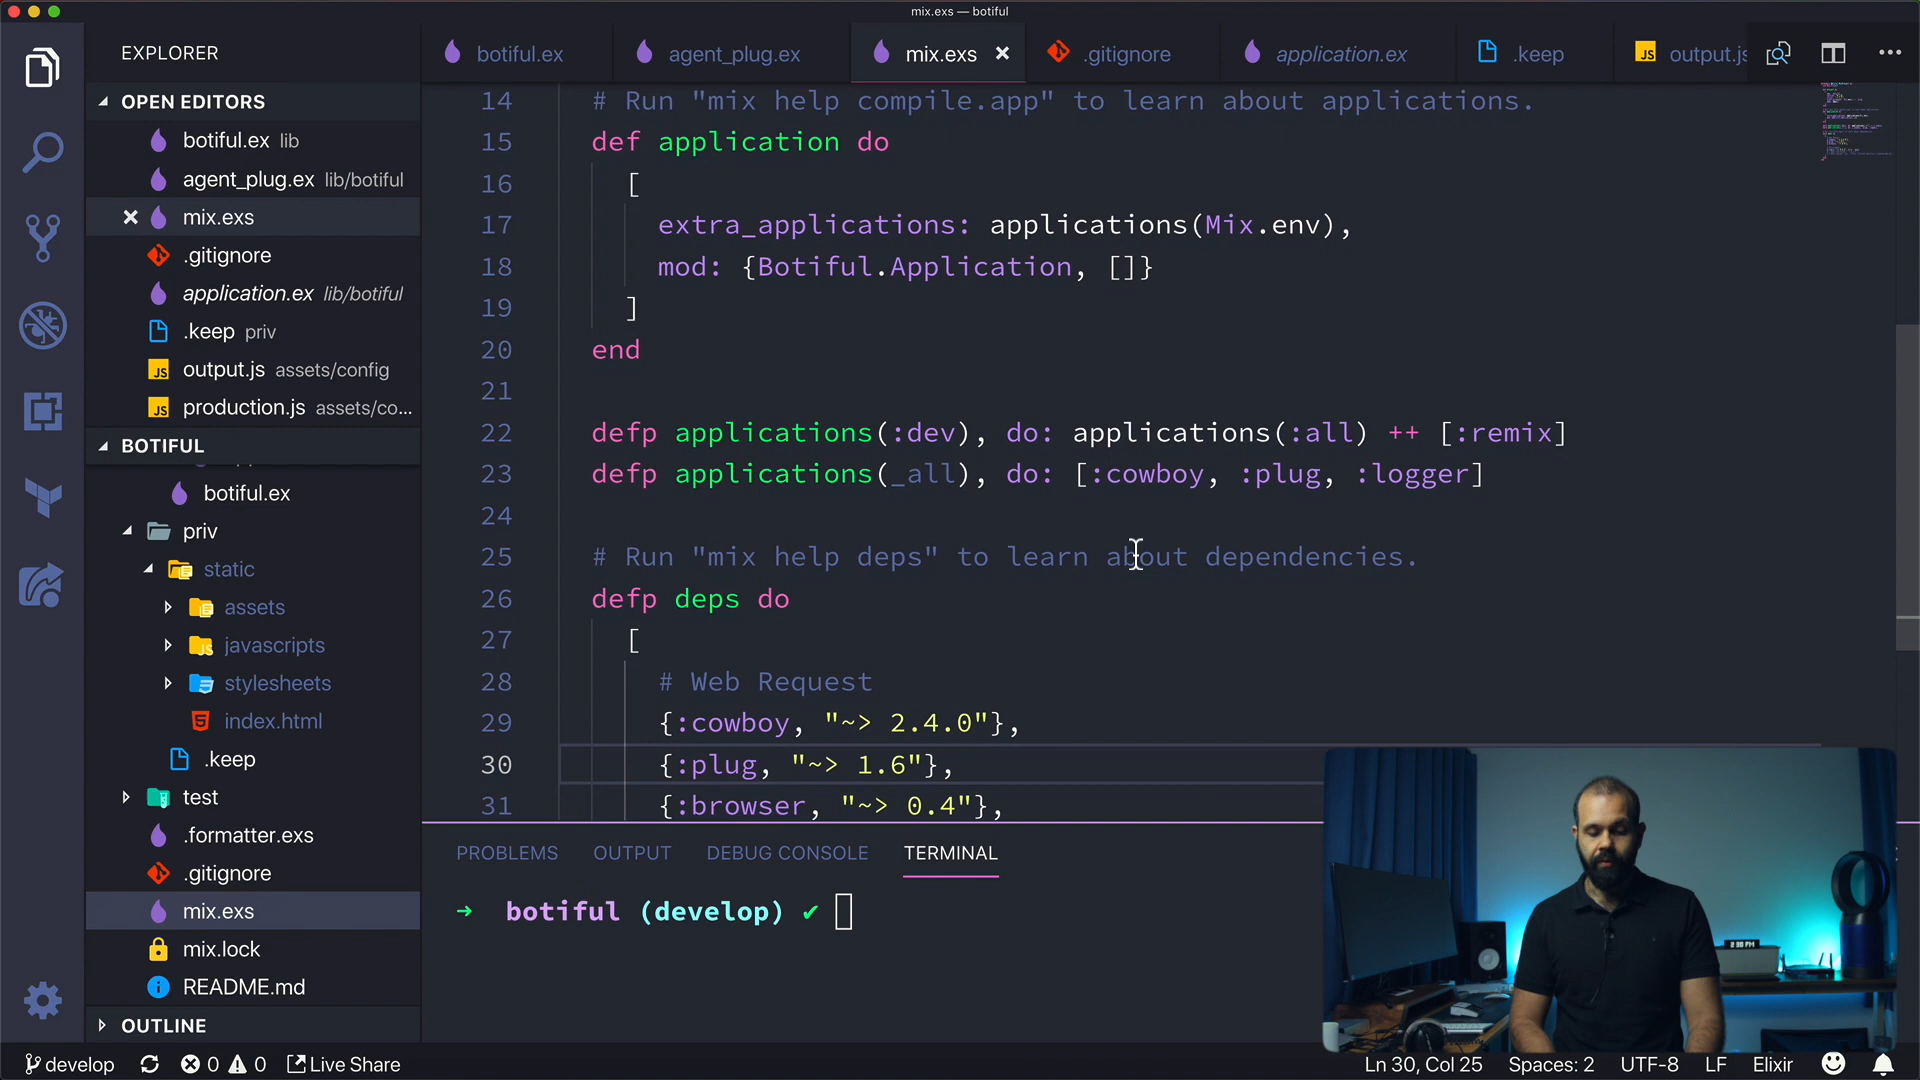 mix.exs — botiful
EXPLORER
OPEN EDITORS
botiful.ex lib
agent_plug.ex lib/botiful
mix.exs
.gitignore
application.ex lib/botiful
.keep priv
JS output.js assets/config
JS production.js assets/co...
BOTIFUL
botiful.ex
priv
static
assets
javascripts
stylesheets
index.html
.keep
test
.formatter.exs
.gitignore
mix.exs
mix.lock
README.md
OUTLINE
botiful.ex
agent_plug.ex
mix.exs
.gitignore
application.ex
.keep
JS output.js
14 # Run "mix help compile.app" to learn about applications.
15 def application do
16 [
17 extra_applications: applications(Mix.env),
18 mod: {Botiful.Application, []}
19 ]
20 end
21
22 defp applications(:dev), do: applications(:all) ++ [:remix]
23 defp applications(_all), do: [:cowboy, :plug, :logger]
24
25 # Run "mix help deps" to learn about dependencies.
26 defp deps do
27 [
28 # Web Request
29 {:cowboy, "~> 2.4.0"},
30 {:plug, "~> 1.6"},
31 {:browser, "~> 0.4"},
PROBLEMS OUTPUT DEBUG CONSOLE TERMINAL
→ botiful (develop) ✔
develop 0 0 Live Share Ln 30, Col 25 Spaces: 2 UTF-8 LF Elixir